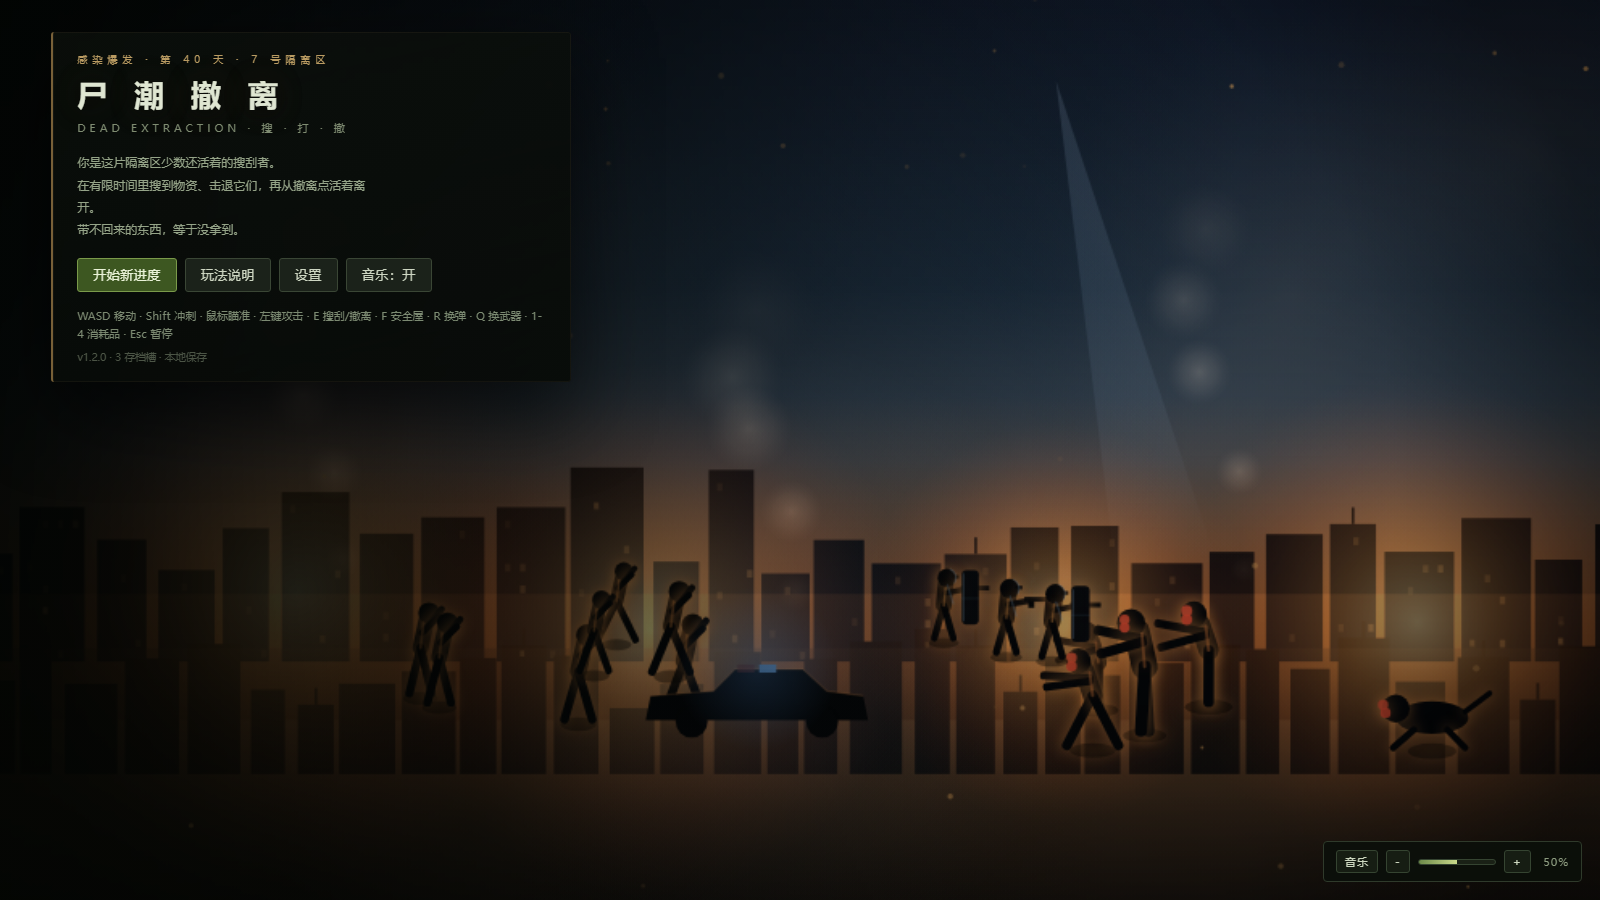 感染爆发 · 第 40 天 · 7 号隔离区
尸潮撤离
DEAD EXTRACTION · 搜 · 打 · 撤
你是这片隔离区少数还活着的搜刮者。
在有限时间里搜到物资、击退它们，再从撤离点活着离
开。
带不回来的东西，等于没拿到。
开始新进度 玩法说明 设置 音乐：开
WASD 移动 · Shift 冲刺 · 鼠标瞄准 · 左键攻击 · E 搜刮/撤离 · F 安全屋 · R 换弹 · Q 换武器 · 1-
4 消耗品 · Esc 暂停
v1.2.0 · 3 存档槽 · 本地保存
音乐 - + 50%